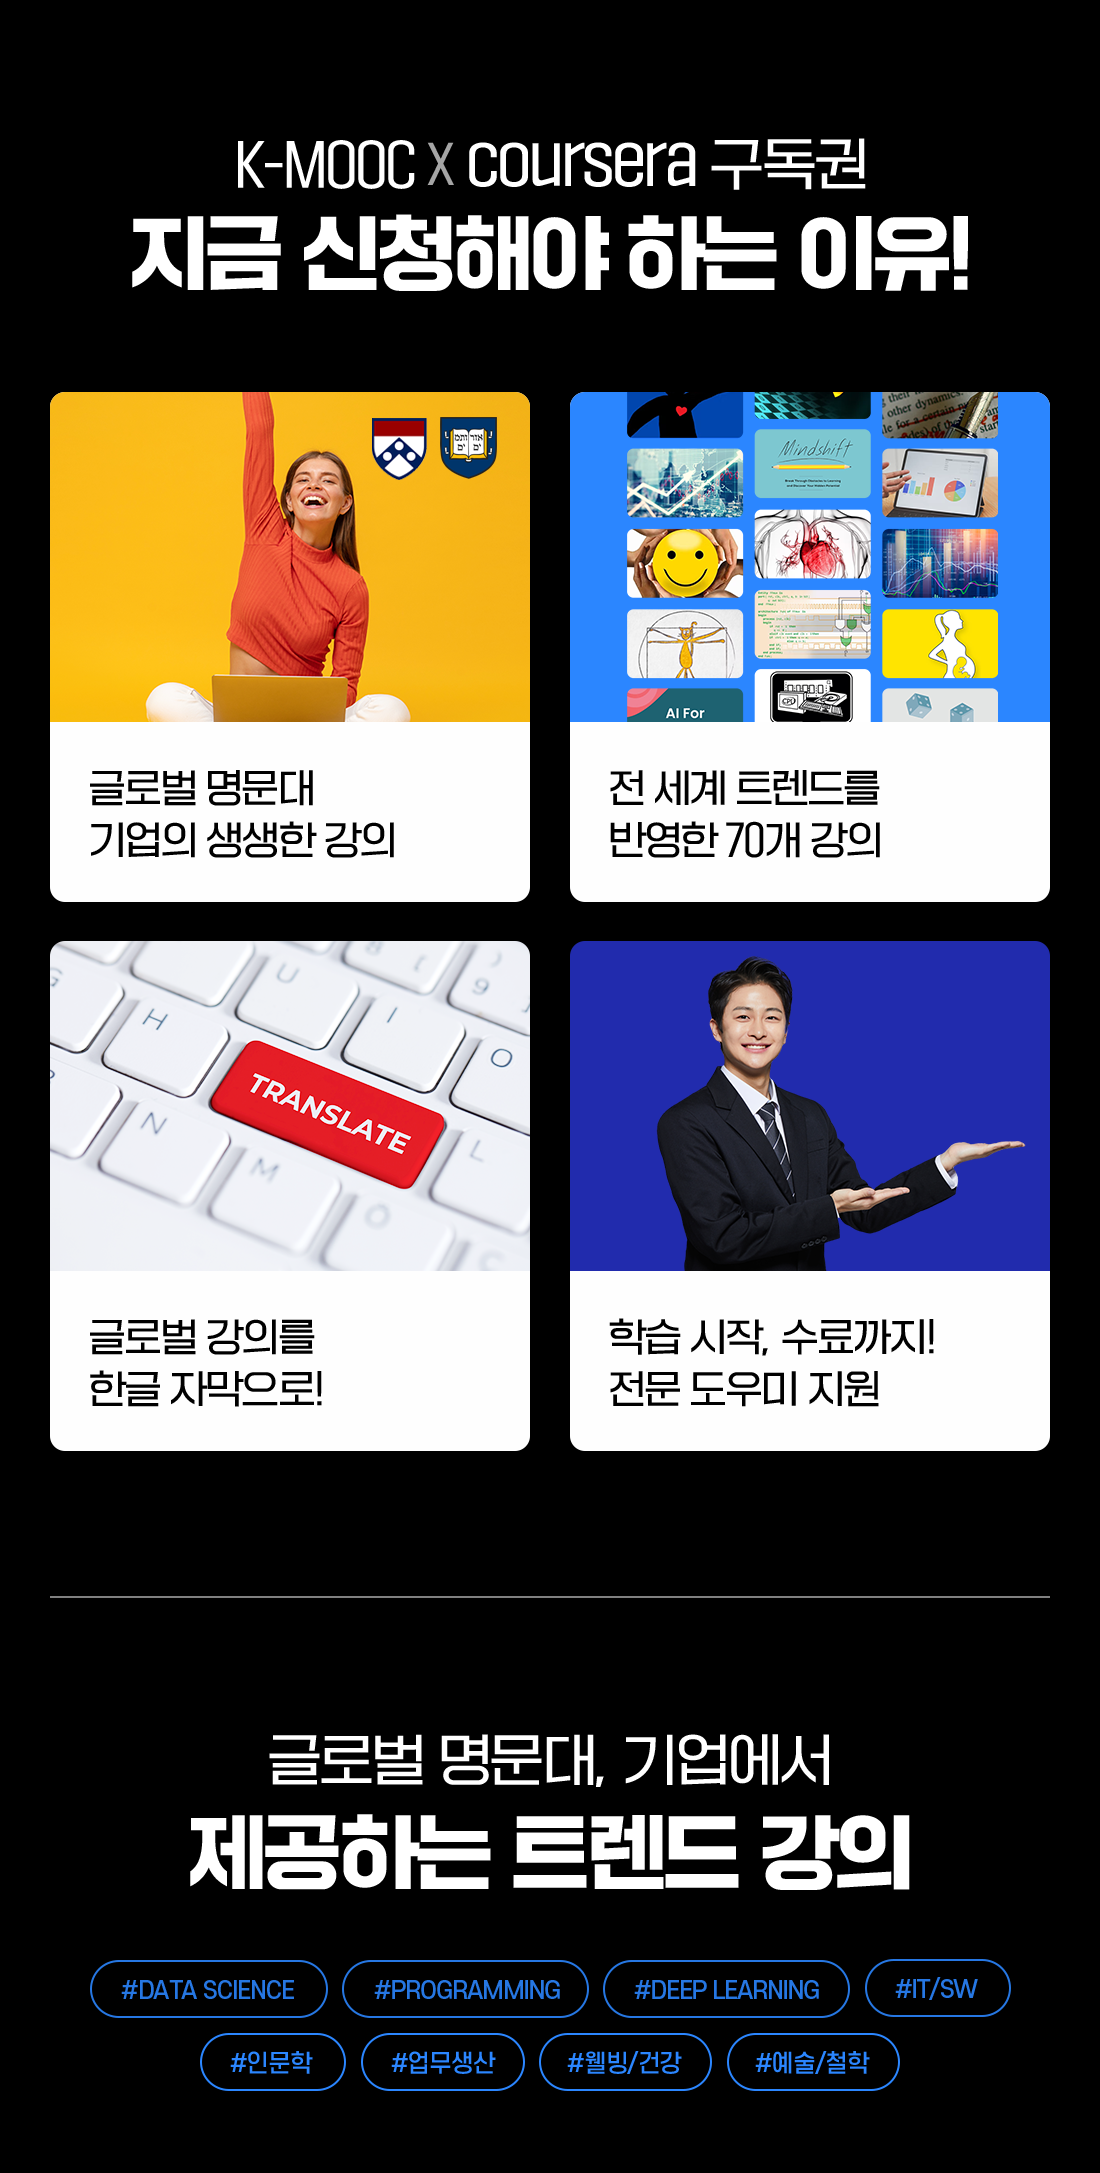 K-MOOC X coursera 구독권
지금 신청해야 하는 이유!
other dynamics
Mindshift
AI For
글로벌 명문대
기업의 생생한 강의
전 세계 트렌드를
반영한 70개 강의
G
8
U
9
H
I
O
TRANSLATE
N
M
L
글로벌 강의를
한글 자막으로!
학습 시작, 수료까지!
전문 도우미 지원
글로벌 명문대, 기업에서
제공하는 트렌드 강의
#DATA SCIENCE
#PROGRAMMING
#DEEP LEARNING
#IT/SW
#인문학
#업무생산
#웰빙/건강
#예술/철학